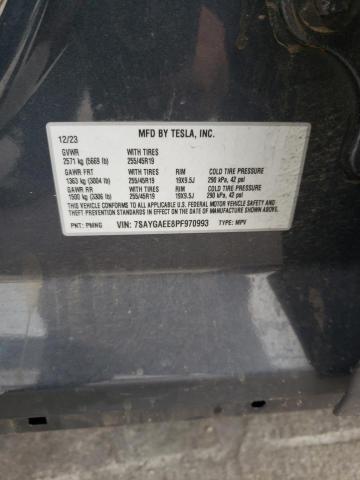 MFD BY TESLA, INC.
12/23
GVWR WITH TIRES
2571 kg (5669 lb) 255/45R19
GAWR FRT WITH TIRES RIM COLD TIRE PRESSURE
1363 kg (3004 lb) 255/45R19 19X9.5J 290 kPa, 42 psi
GAWR RR WITH TIRES RIM COLD TIRE PRESSURE
1500 kg (3306 lb) 255/45R19 19X9.5J 290 kPa, 42 psi
THIS VEHICLE CONFORMS TO ALL APPLICABLE FEDERAL MOTOR VEHICLE SAFETY
AND THEFT PREVENTION STANDARDS IN EFFECT ON THE DATE OF MANUFACTURE
SHOWN ABOVE.
PNT: PMNG VIN: 7SAYGAEE8PF970993 TYPE: MPV